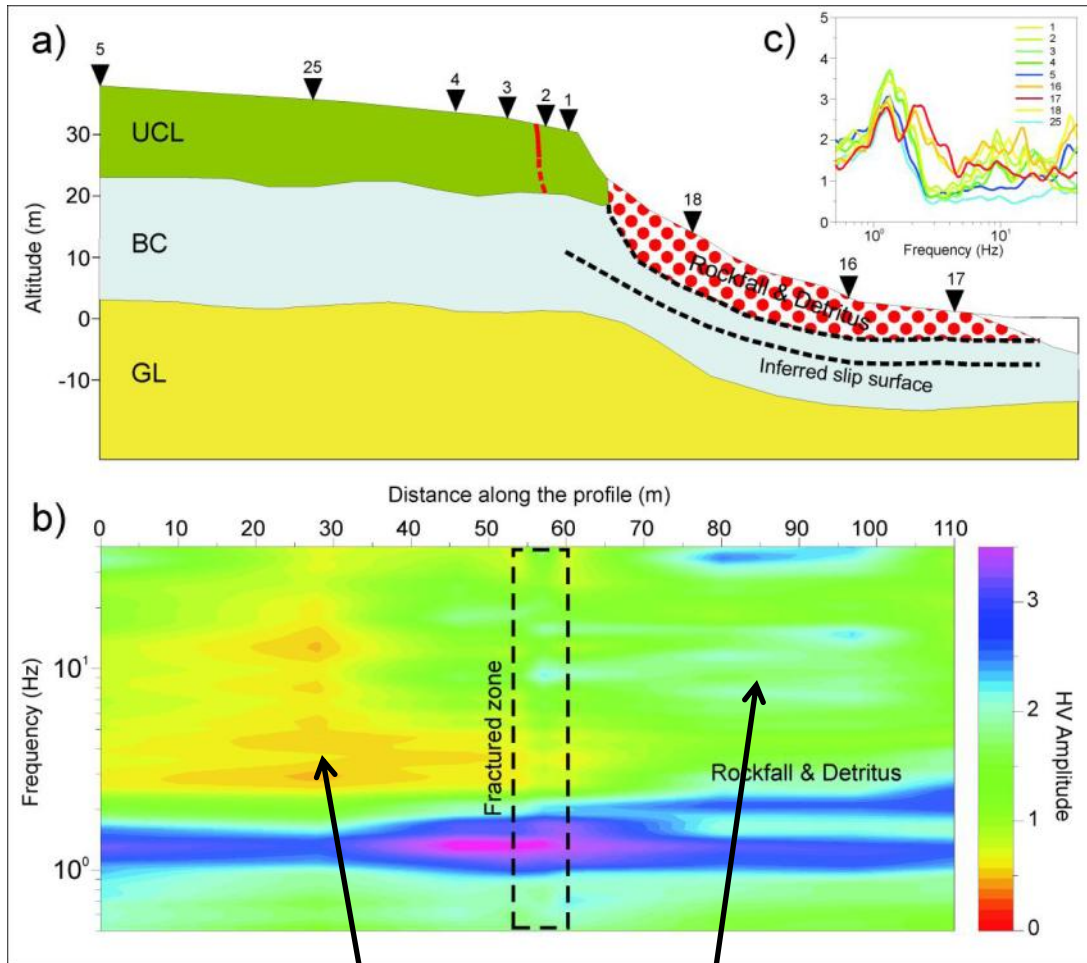 a)
5
25
4
3
2
1
UCL
BC
GL
Altitude (m)
30
20
10
0
-10
18
16
17
Rockfall & Detritus
Inferred slip surface
c)
5
4
3
2
1
0
10⁰
10¹
Frequency (Hz)
1
2
3
4
5
16
17
18
25
b)
Distance along the profile (m)
0 10 20 30 40 50 60 70 80 90 100 110
Frequency (Hz)
10¹
10⁰
Fractured zone
Rockfall & Detritus
3
2
1
0
HV Amplitude